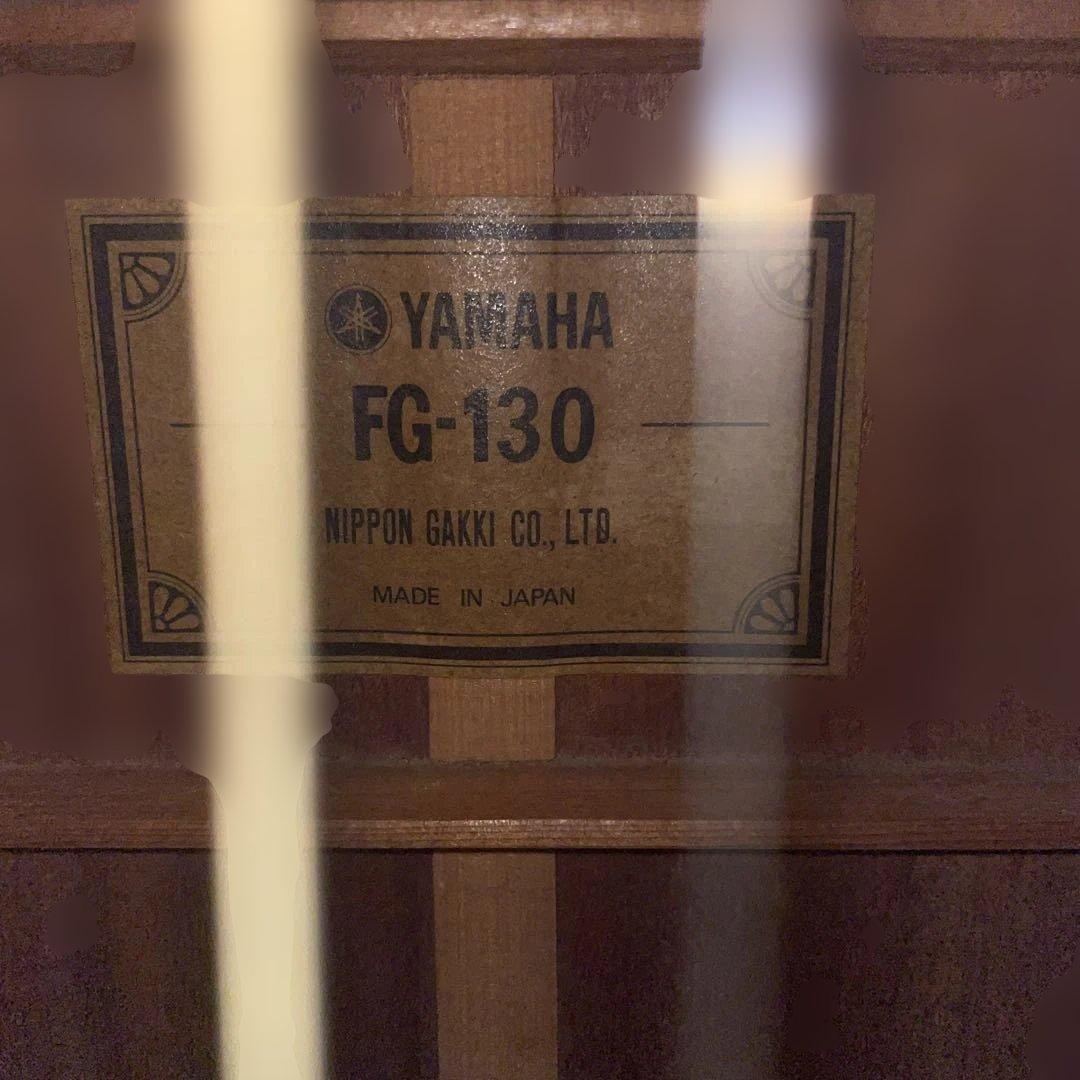 YAMAHA
FG-130
NIPPON GAKKI CO., LTD.
MADE IN JAPAN